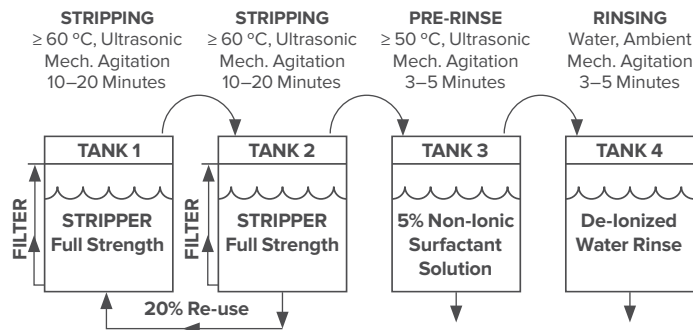 STRIPPING
≥ 60 ºC, Ultrasonic
Mech. Agitation
10–20 Minutes
STRIPPING
≥ 60 ºC, Ultrasonic
Mech. Agitation
10–20 Minutes
PRE-RINSE
≥ 50 ºC, Ultrasonic
Mech. Agitation
3–5 Minutes
RINSING
Water, Ambient
Mech. Agitation
3–5 Minutes
TANK 1
FILTER
STRIPPER
Full Strength
TANK 2
FILTER
STRIPPER
Full Strength
TANK 3
5% Non-Ionic
Surfactant
Solution
TANK 4
De-Ionized
Water Rinse
20% Re-use